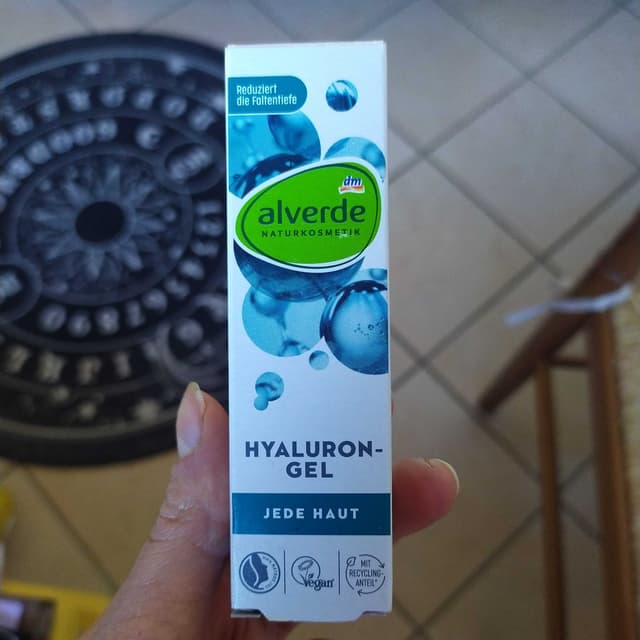 Reduziert
die Faltentiefe
dm
alverde
NATURKOSMETIK
HYALURON-
GEL
JEDE HAUT
Vegan
MIT
RECYCLING-
ANTEIL*